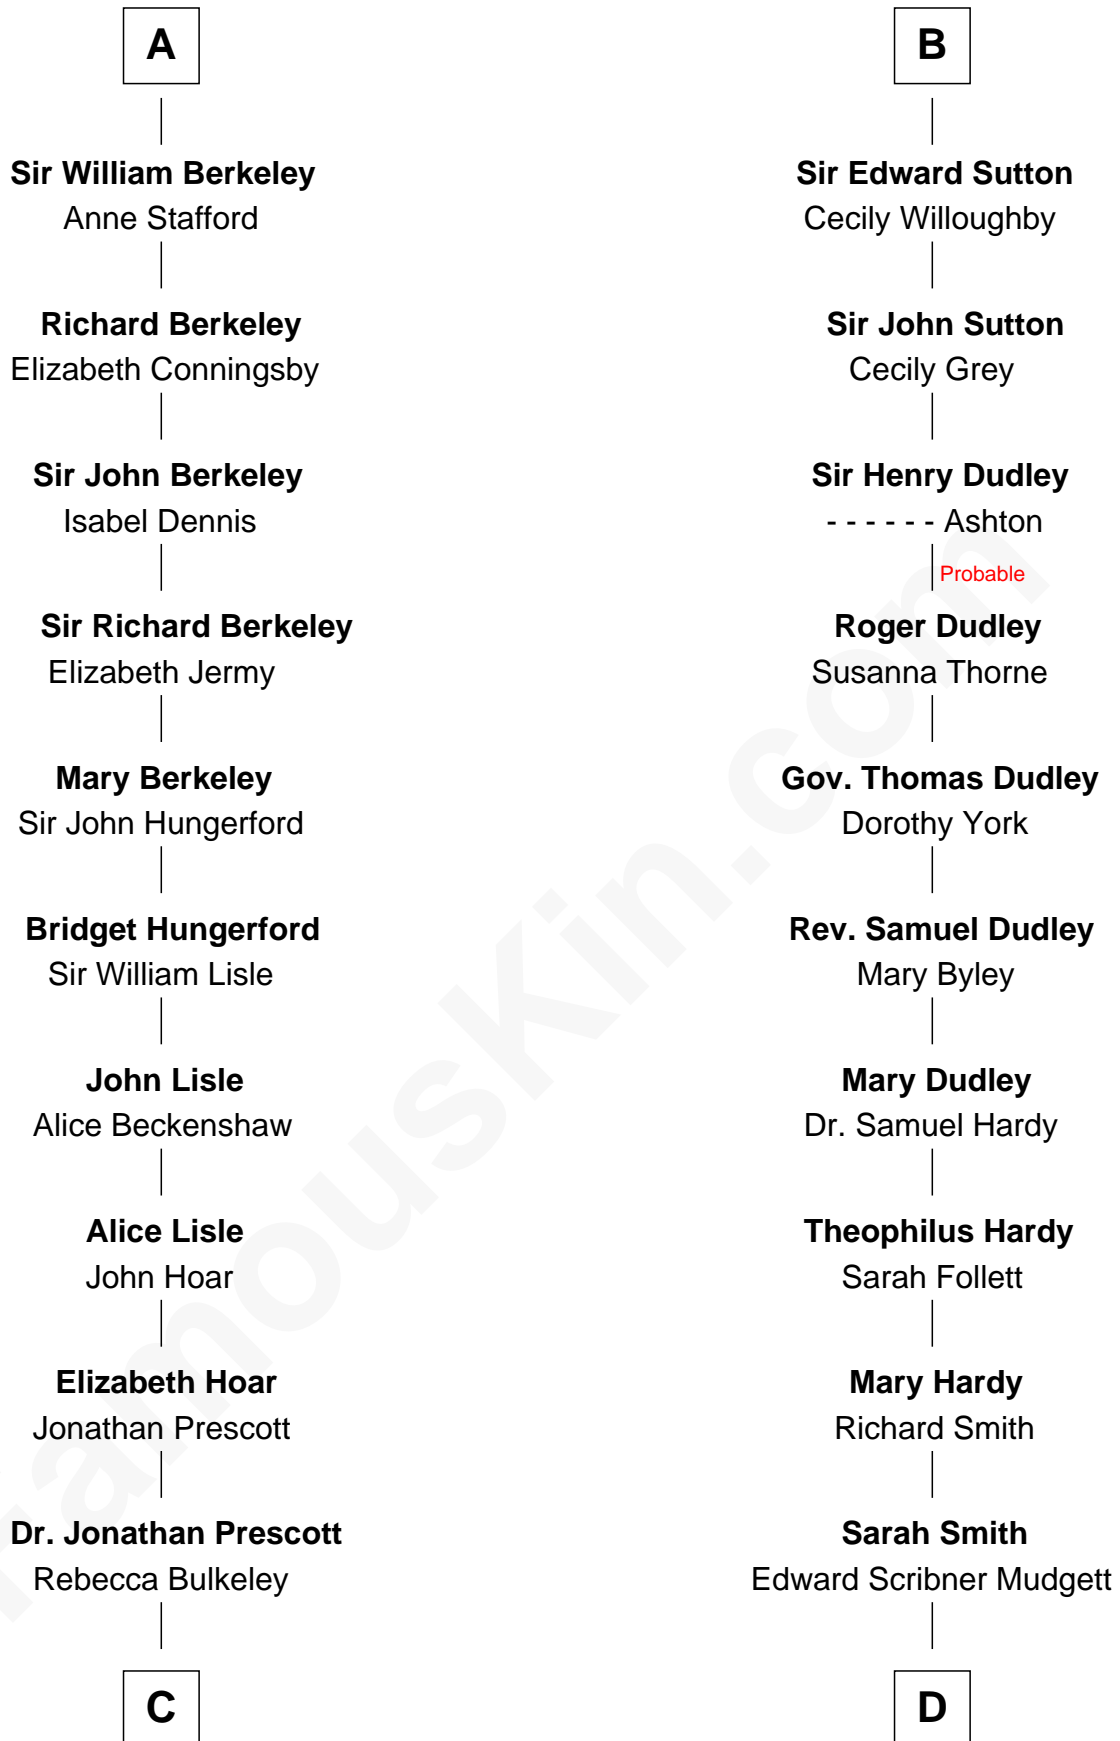 A
Sir William Berkeley
Anne Stafford
Richard Berkeley
Elizabeth Conningsby
Sir John Berkeley
Isabel Dennis
Sir Richard Berkeley
Elizabeth Jermy
Mary Berkeley
Sir John Hungerford
Bridget Hungerford
Sir William Lisle
John Lisle
Alice Beckenshaw
Alice Lisle
John Hoar
Elizabeth Hoar
Jonathan Prescott
Dr. Jonathan Prescott
Rebecca Bulkeley
C
B
Sir Edward Sutton
Cecily Willoughby
Sir John Sutton
Cecily Grey
Sir Henry Dudley
- - - - - - Ashton
Probable
Roger Dudley
Susanna Thorne
Gov. Thomas Dudley
Dorothy York
Rev. Samuel Dudley
Mary Byley
Mary Dudley
Dr. Samuel Hardy
Theophilus Hardy
Sarah Follett
Mary Hardy
Richard Smith
Sarah Smith
Edward Scribner Mudgett
D
FamousKin.com